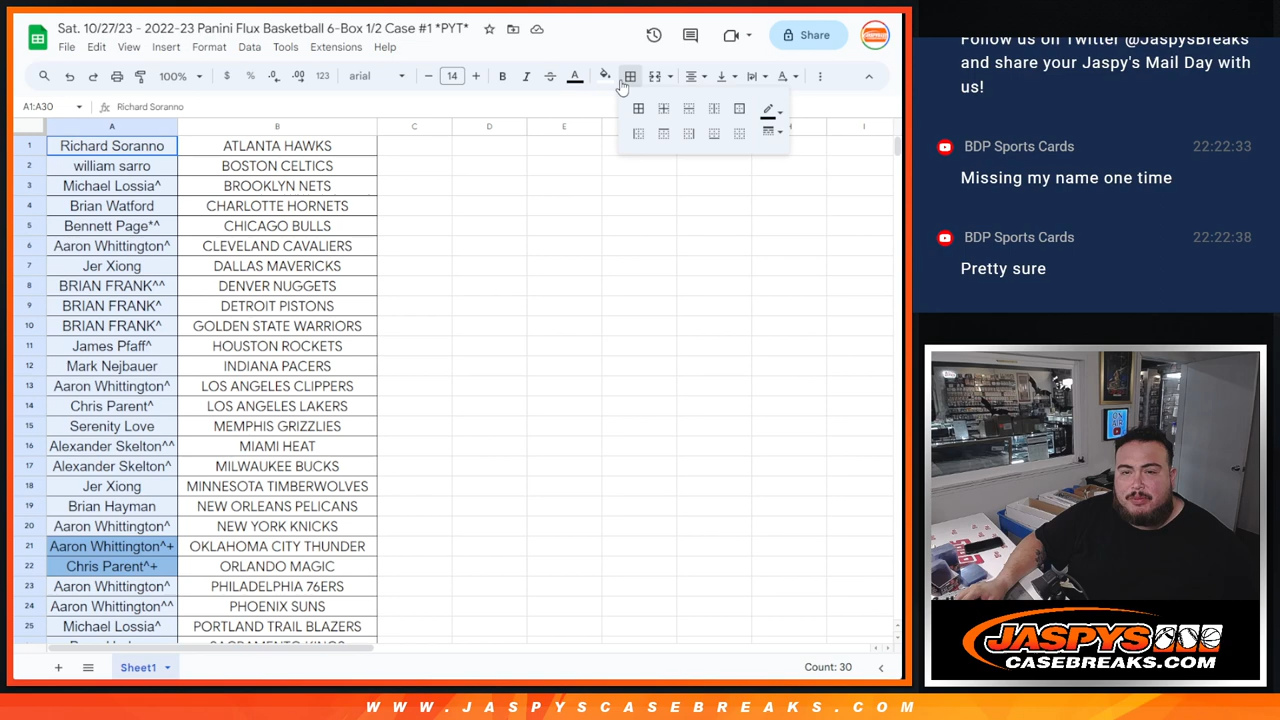 Sat. 10/27/23 - 2022-23 Panini Flux Basketball 6-Box 1/2 Case #1 *PYT*
File Edit View Insert Format Data Tools Extensions Help
Share
100% $ % .0 .00 123 arial 14 B I A
A1:A30 fx Richard Soranno
A B C D E H I
1 Richard Soranno ATLANTA HAWKS
2 william sarro BOSTON CELTICS
3 Michael Lossia^ BROOKLYN NETS
4 Brian Watford CHARLOTTE HORNETS
5 Bennett Page*^ CHICAGO BULLS
6 Aaron Whittington^ CLEVELAND CAVALIERS
7 Jer Xiong DALLAS MAVERICKS
8 BRIAN FRANK^^ DENVER NUGGETS
9 BRIAN FRANK^ DETROIT PISTONS
10 BRIAN FRANK^ GOLDEN STATE WARRIORS
11 James Pfaff^ HOUSTON ROCKETS
12 Mark Nejbauer INDIANA PACERS
13 Aaron Whittington^ LOS ANGELES CLIPPERS
14 Chris Parent^ LOS ANGELES LAKERS
15 Serenity Love MEMPHIS GRIZZLIES
16 Alexander Skelton^^ MIAMI HEAT
17 Alexander Skelton^ MILWAUKEE BUCKS
18 Jer Xiong MINNESOTA TIMBERWOLVES
19 Brian Hayman NEW ORLEANS PELICANS
20 Aaron Whittington^ NEW YORK KNICKS
21 Aaron Whittington^+ OKLAHOMA CITY THUNDER
22 Chris Parent^+ ORLANDO MAGIC
23 Aaron Whittington^ PHILADELPHIA 76ERS
24 Aaron Whittington^^ PHOENIX SUNS
25 Michael Lossia^ PORTLAND TRAIL BLAZERS
Sheet1
Count: 30
Follow us on Twitter @JaspysBreaks
and share your Jaspy's Mail Day with
us!
BDP Sports Cards 22:22:33
Missing my name one time
BDP Sports Cards 22:22:38
Pretty sure
ON AIR
JASPYS
CASEBREAKS.COM
WWW.JASPYSCASEBREAKS.COM